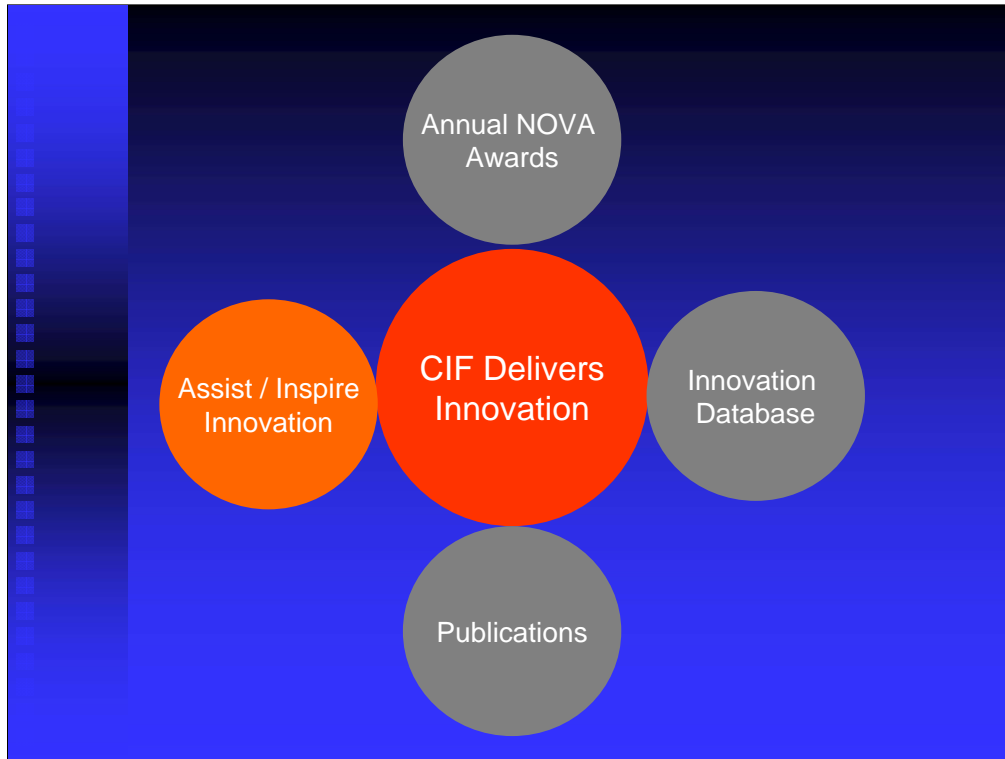 Annual NOVA
Awards
Assist / Inspire
Innovation
CIF Delivers
Innovation
Innovation
Database
Publications